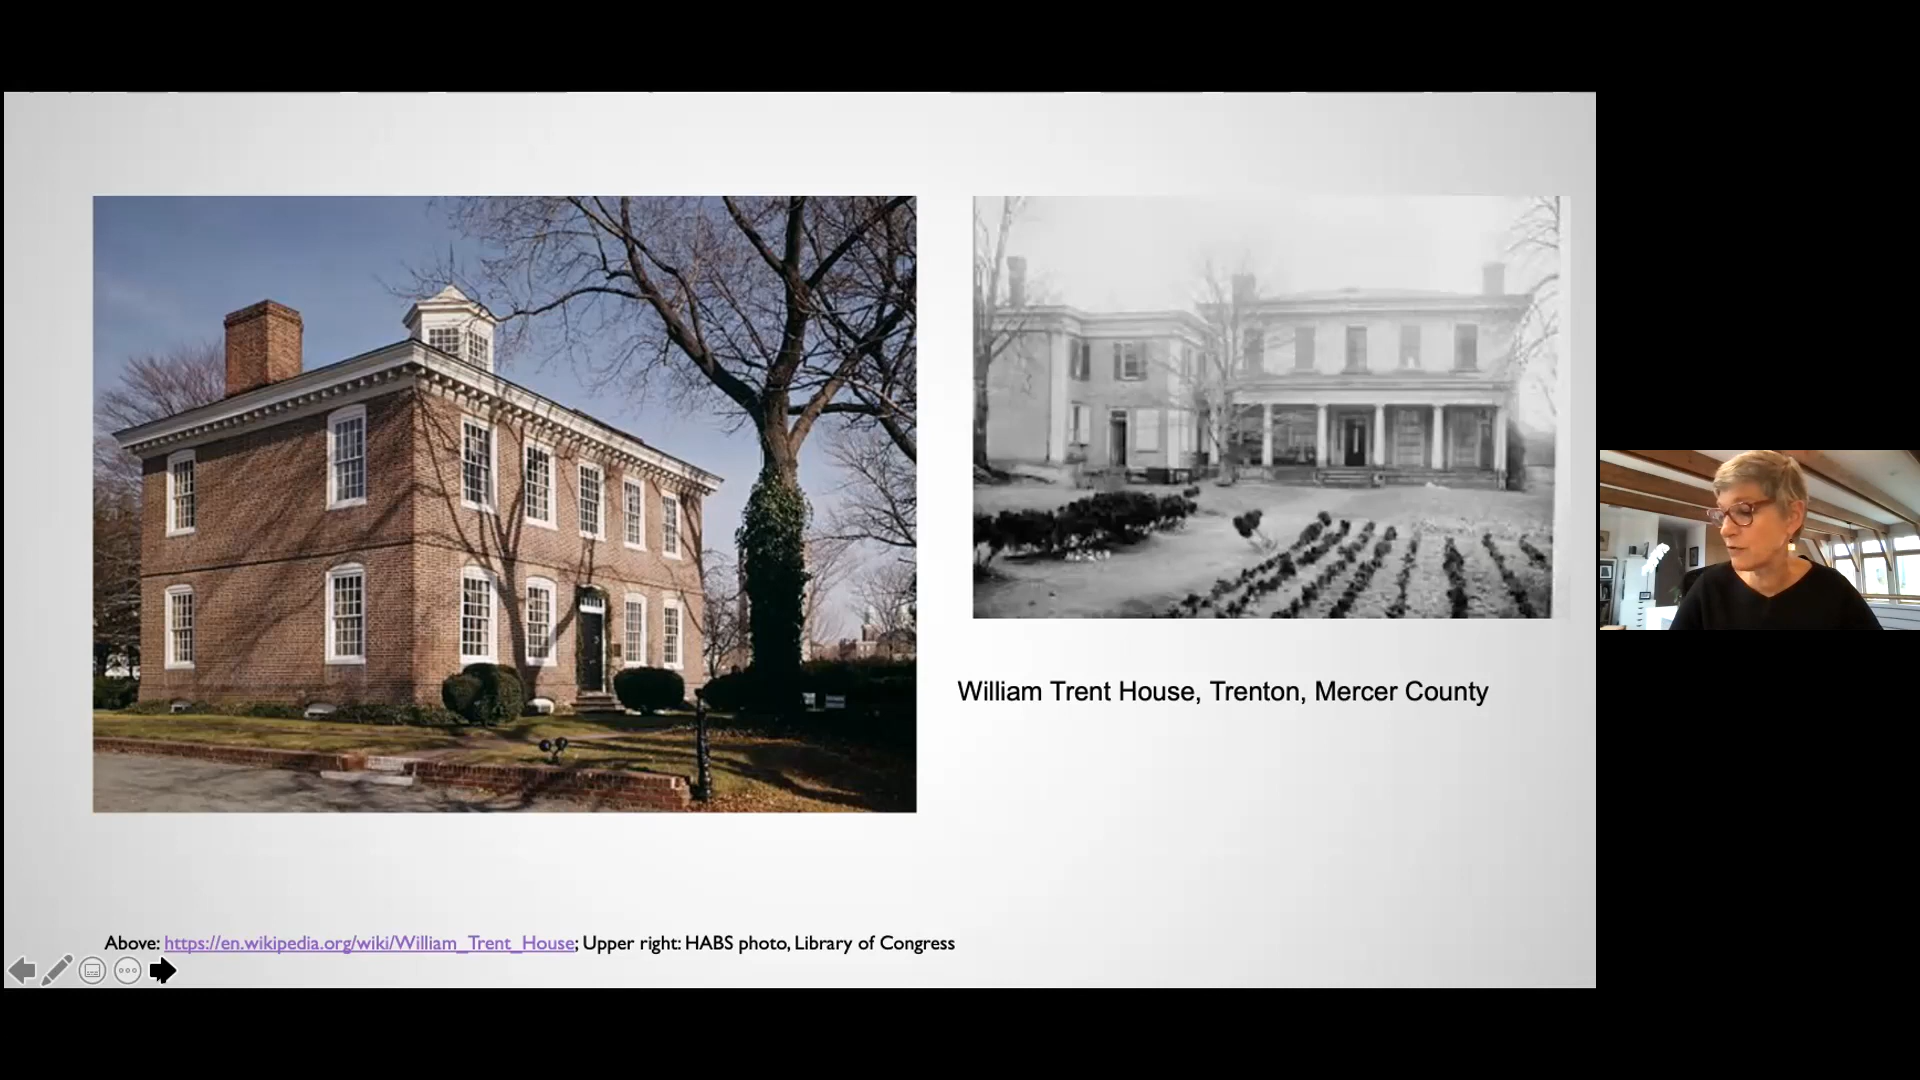 William Trent House, Trenton, Mercer County
Above: https://en.wikipedia.org/wiki/William_Trent_House; Upper right: HABS photo, Library of Congress